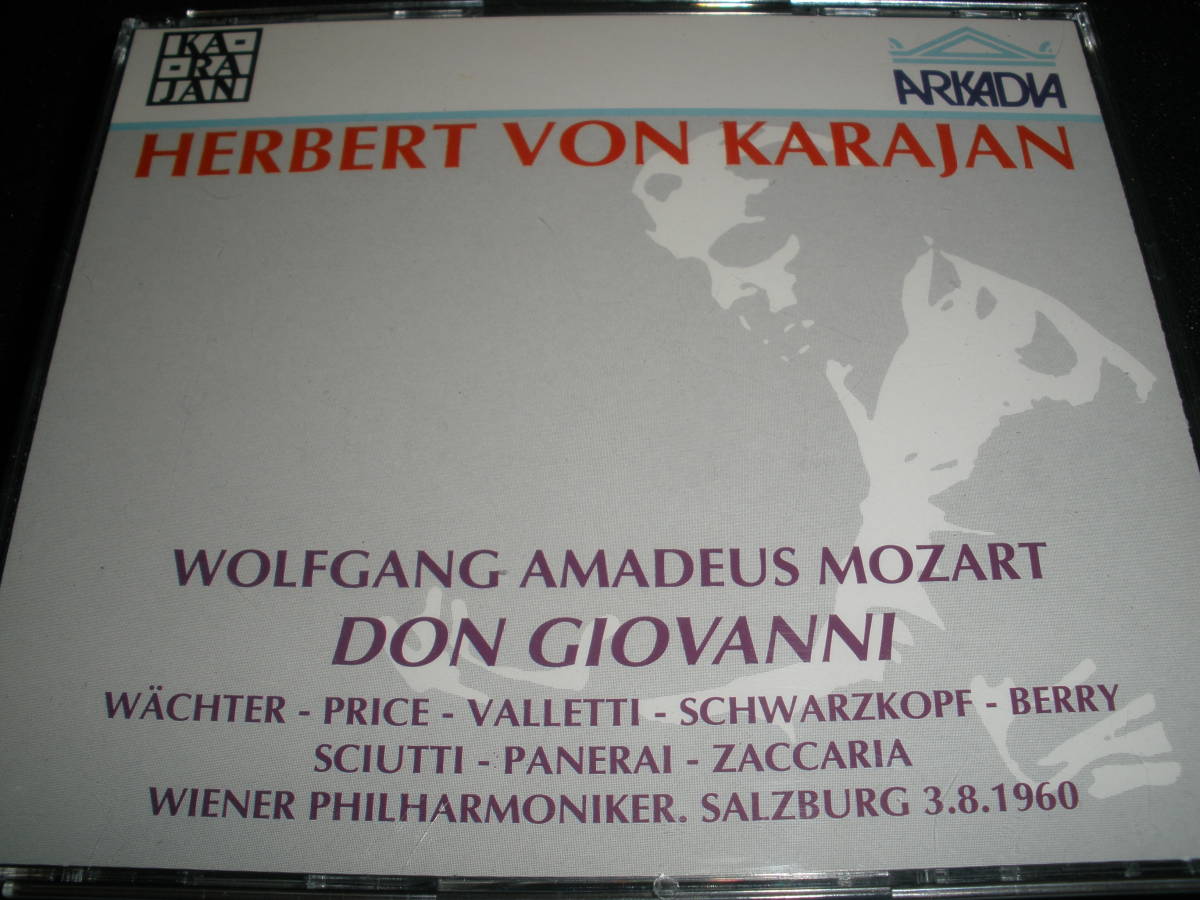 KA-
-RA
JAN
ARKADIA
HERBERT VON KARAJAN
WOLFGANG AMADEUS MOZART
DON GIOVANNI
WÄCHTER - PRICE - VALLETTI - SCHWARZKOPF - BERRY
SCIUTTI - PANERAI - ZACCARIA
WIENER PHILHARMONIKER. SALZBURG 3.8.1960